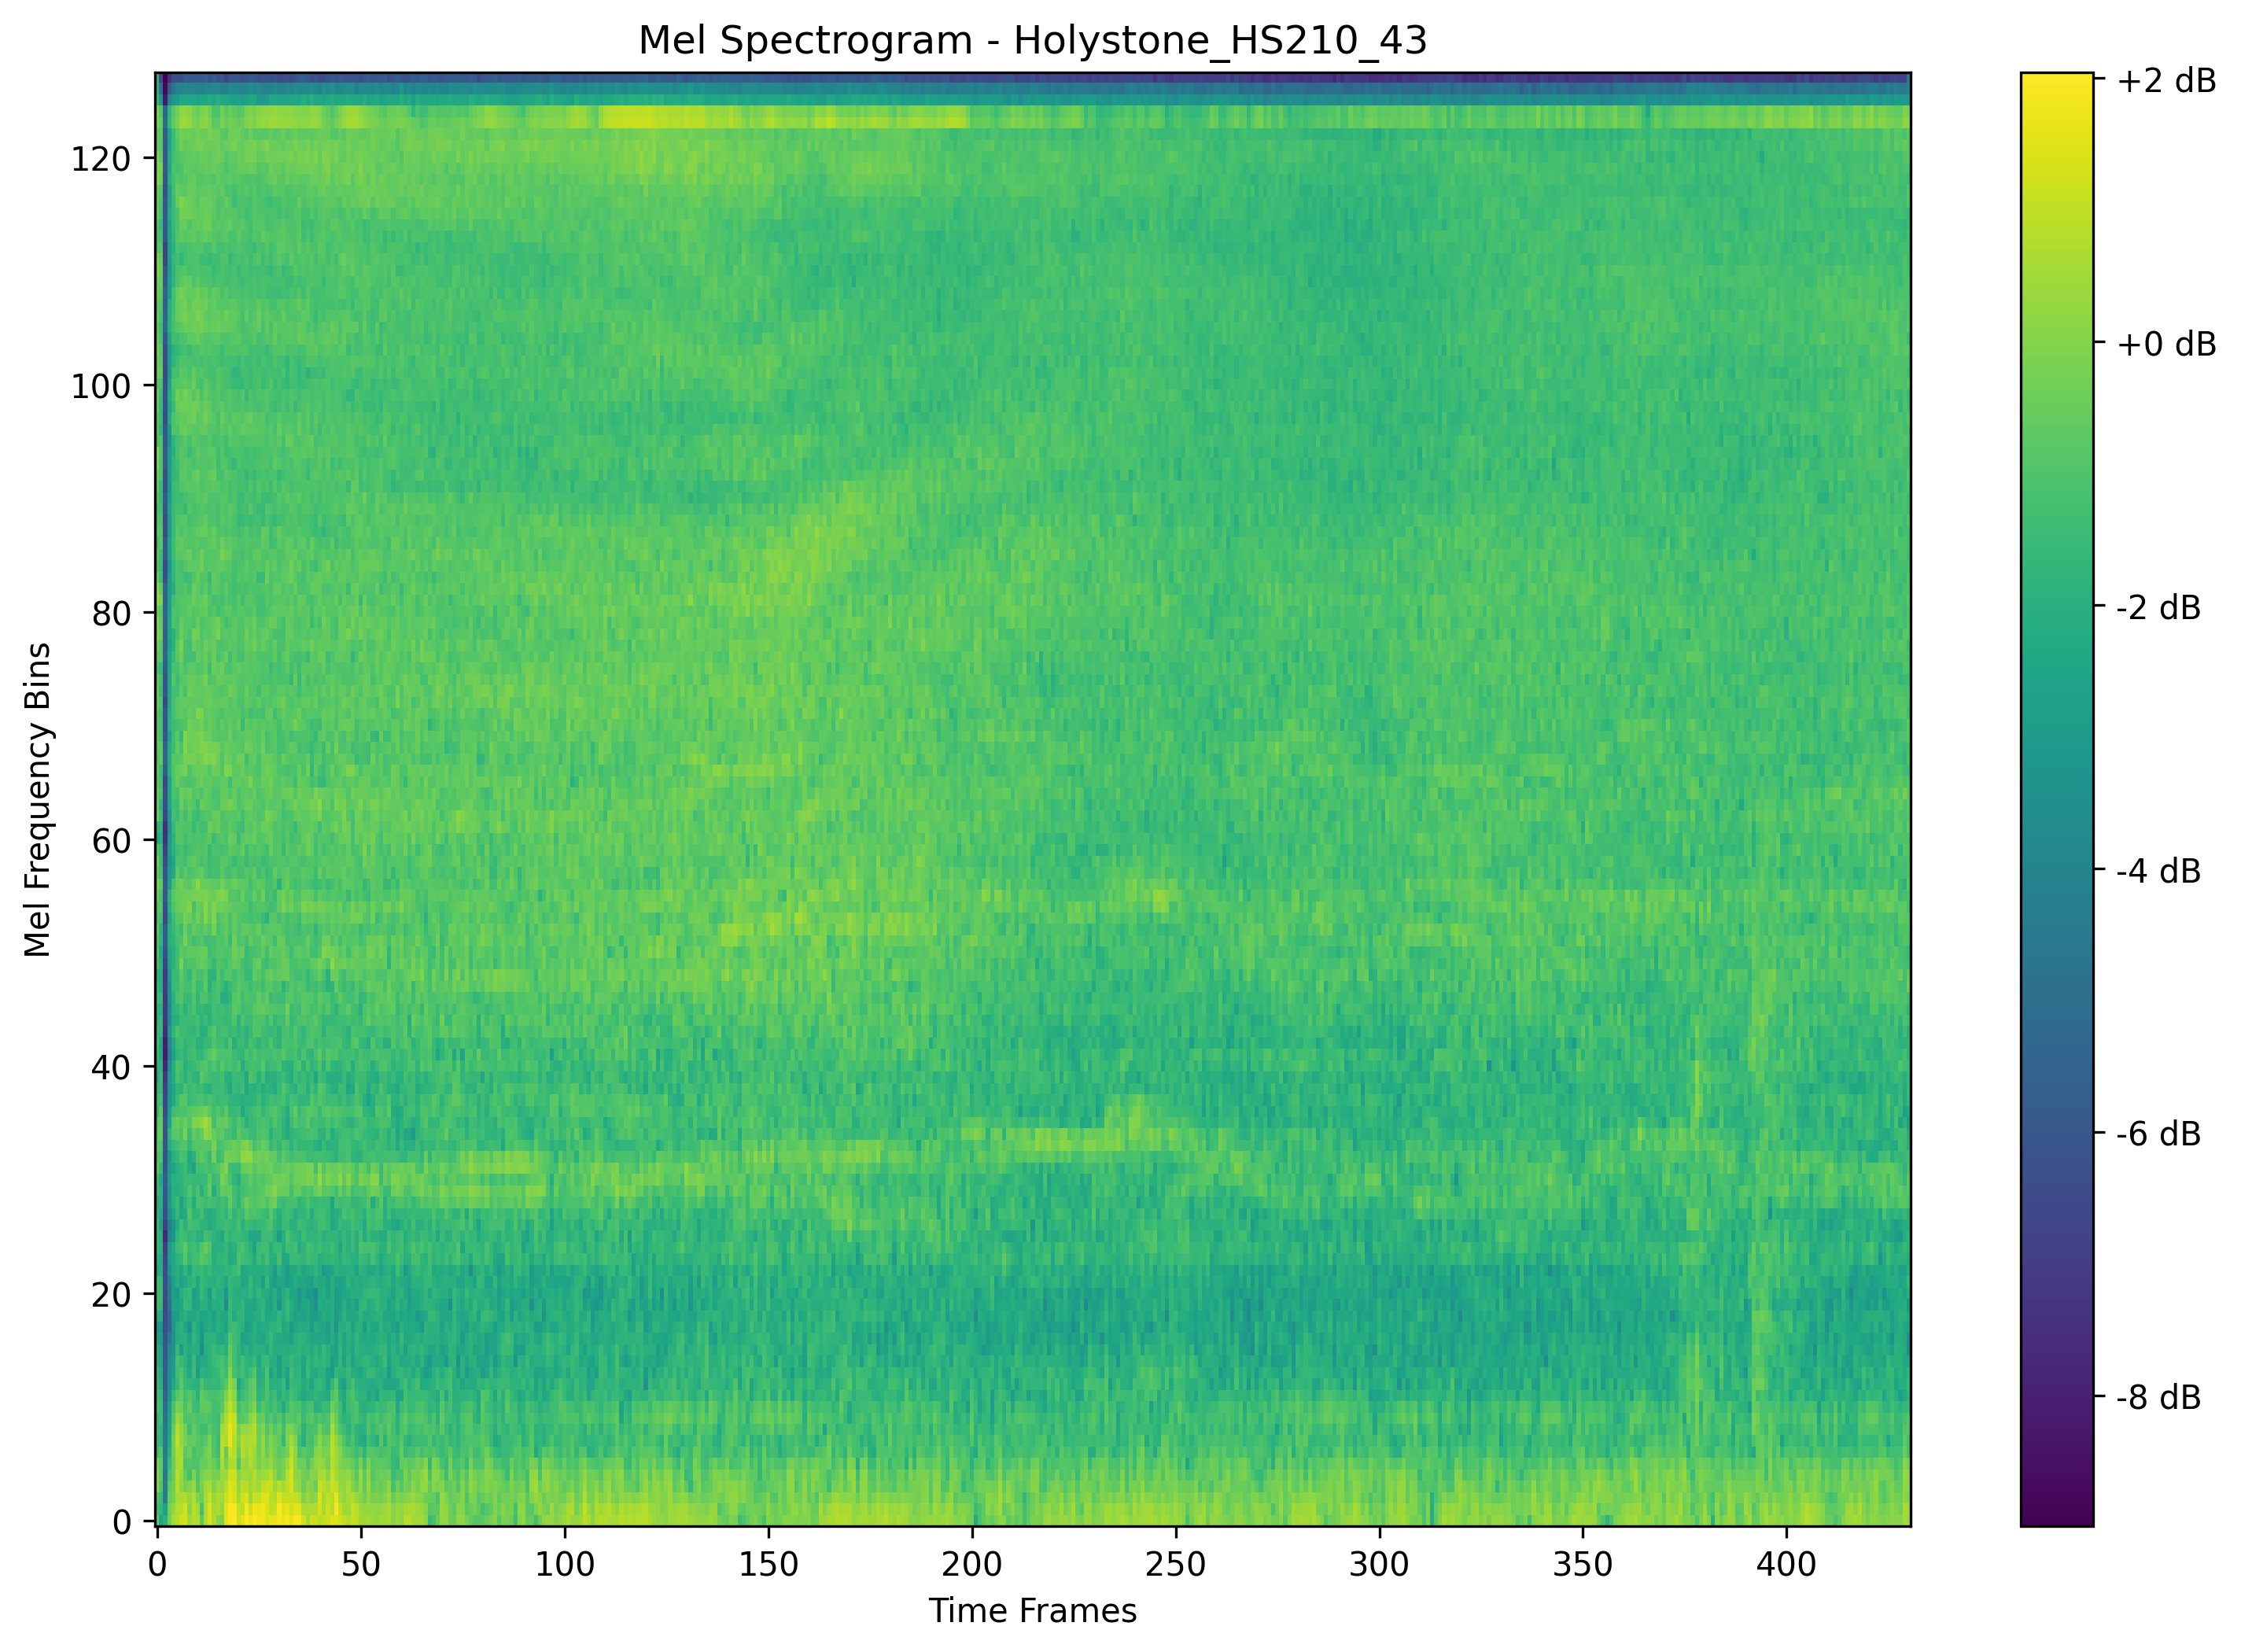 Mel Spectrogram - Holystone_HS210_43
Mel Frequency Bins
120
100
80
60
40
20
0
0 50 100 150 200 250 300 350 400
Time Frames
+2 dB
+0 dB
-2 dB
-4 dB
-6 dB
-8 dB